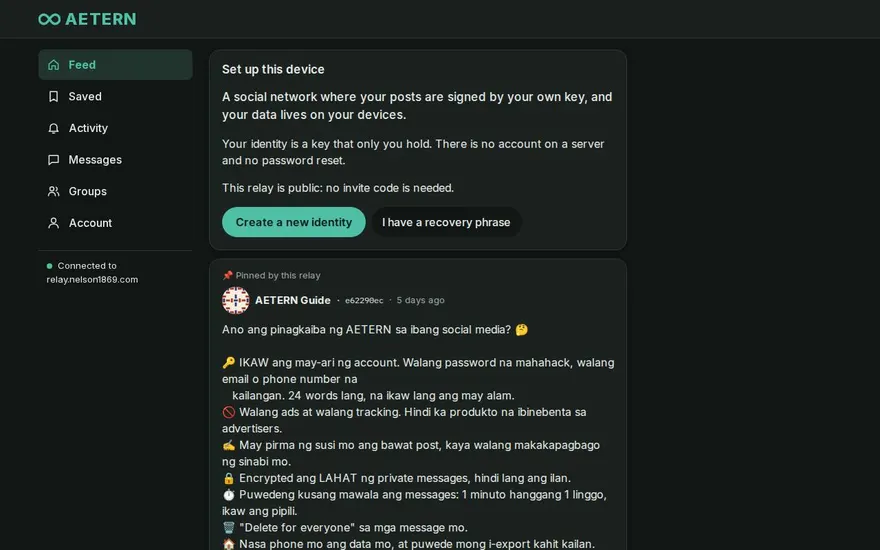 AETERN
Feed
Saved
Activity
Messages
Groups
Account
Connected to
relay.nelson1869.com
Set up this device
A social network where your posts are signed by your own key, and
your data lives on your devices.
Your identity is a key that only you hold. There is no account on a server
and no password reset.
This relay is public: no invite code is needed.
Create a new identity
I have a recovery phrase
📌 Pinned by this relay
AETERN Guide · e62290ec · 5 days ago
Ano ang pinagkaiba ng AETERN sa ibang social media? 🤔
🔑 IKAW ang may-ari ng account. Walang password na mahahack, walang
email o phone number na
kailangan. 24 words lang, na ikaw lang ang may alam.
🚫 Walang ads at walang tracking. Hindi ka produkto na ibinebenta sa
advertisers.
✍️ May pirma ng susi mo ang bawat post, kaya walang makakapagbago
ng sinabi mo.
🔒 Encrypted ang LAHAT ng private messages, hindi lang ang ilan.
⏱️ Puwedeng kusang mawala ang messages: 1 minuto hanggang 1 linggo,
ikaw ang pipili.
🗑️ "Delete for everyone" sa mga message mo.
🏠 Nasa phone mo ang data mo, at puwede mong i-export kahit kailan.